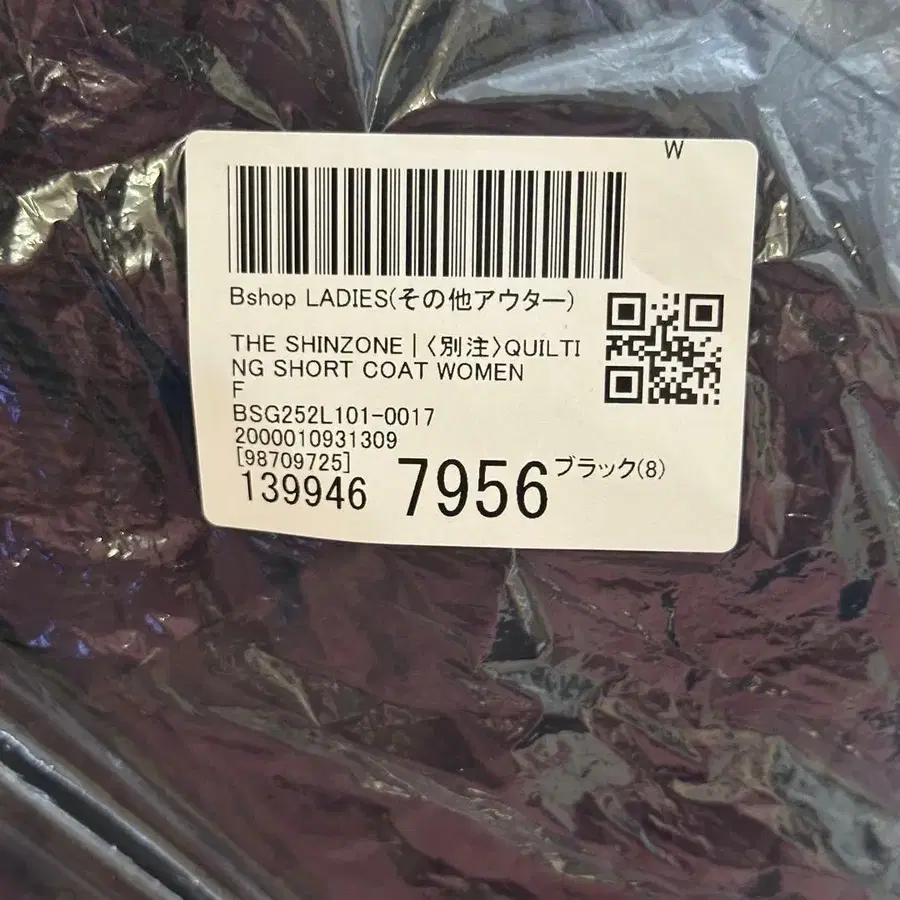 W
Bshop LADIES(その他アウター)
THE SHINZONE|〈別注〉QUILTI
NG SHORT COAT WOMEN
F
BSG252L101-0017
2000010931309
[98709725]
139946 7956 ブラック(8)